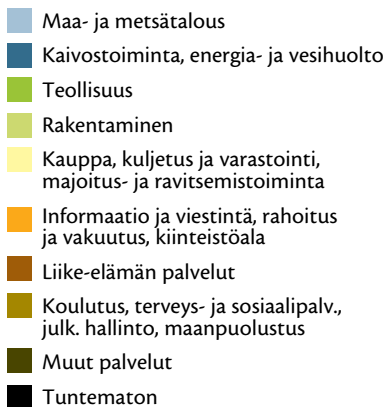 Maa- ja metsätalous
Kaivostoiminta, energia- ja vesihuolto
Teollisuus
Rakentaminen
Kauppa, kuljetus ja varastointi,
majoitus- ja ravitsemistoiminta
Informaatio ja viestintä, rahoitus
ja vakuutus, kiinteistöala
Liike-elämän palvelut
Koulutus, terveys- ja sosiaalipalv.,
julk. hallinto, maanpuolustus
Muut palvelut
Tuntematon